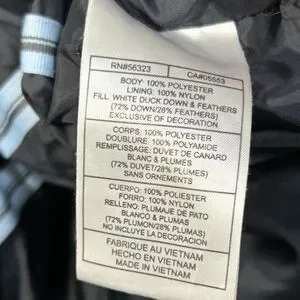 RN#56323 CA#05553
BODY: 100% POLYESTER
LINING: 100% NYLON
FILL: WHITE DUCK DOWN & FEATHERS
(72% DOWN/28% FEATHERS)
EXCLUSIVE OF DECORATION
CORPS: 100% POLYESTER
DOUBLURE: 100% POLYAMIDE
REMPLISSAGE: DUVET DE CANARD
BLANC & PLUMES
(72% DUVET/28% PLUMES)
SANS ORNEMENTS
CUERPO: 100% POLIESTER
FORRO: 100% NYLON
RELLENO: PLUMAJE DE PATO
BLANCO & PLUMAS
(72% PLUMON/28% PLUMAS)
NO INCLUYE LA DECORACION
FABRIQUE AU VIETNAM
HECHO EN VIETNAM
MADE IN VIETNAM